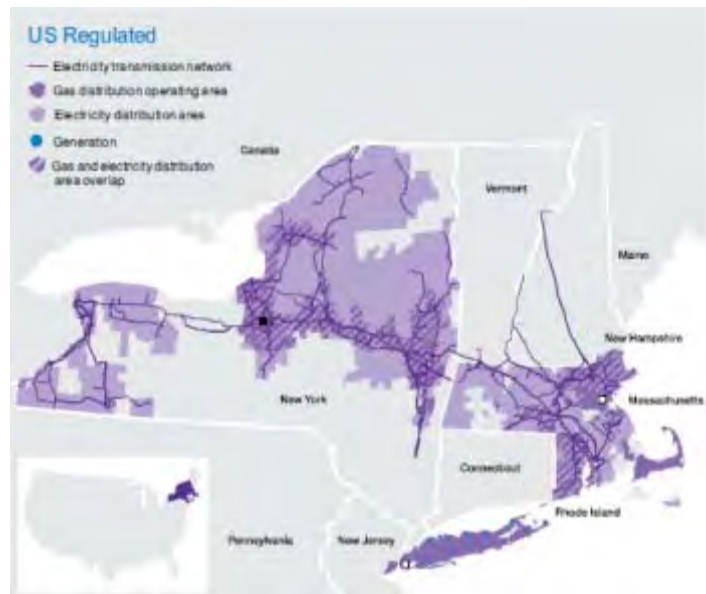 US Regulated
Electricity transmission network
Gas distribution operating area
Electricity distribution area
Generation
Gas and electricity distribution
area overlap
Canada
Vermont
Maine
New Hampshire
New York
Massachusetts
Connecticut
Rhode Island
Pennsylvania
New Jersey